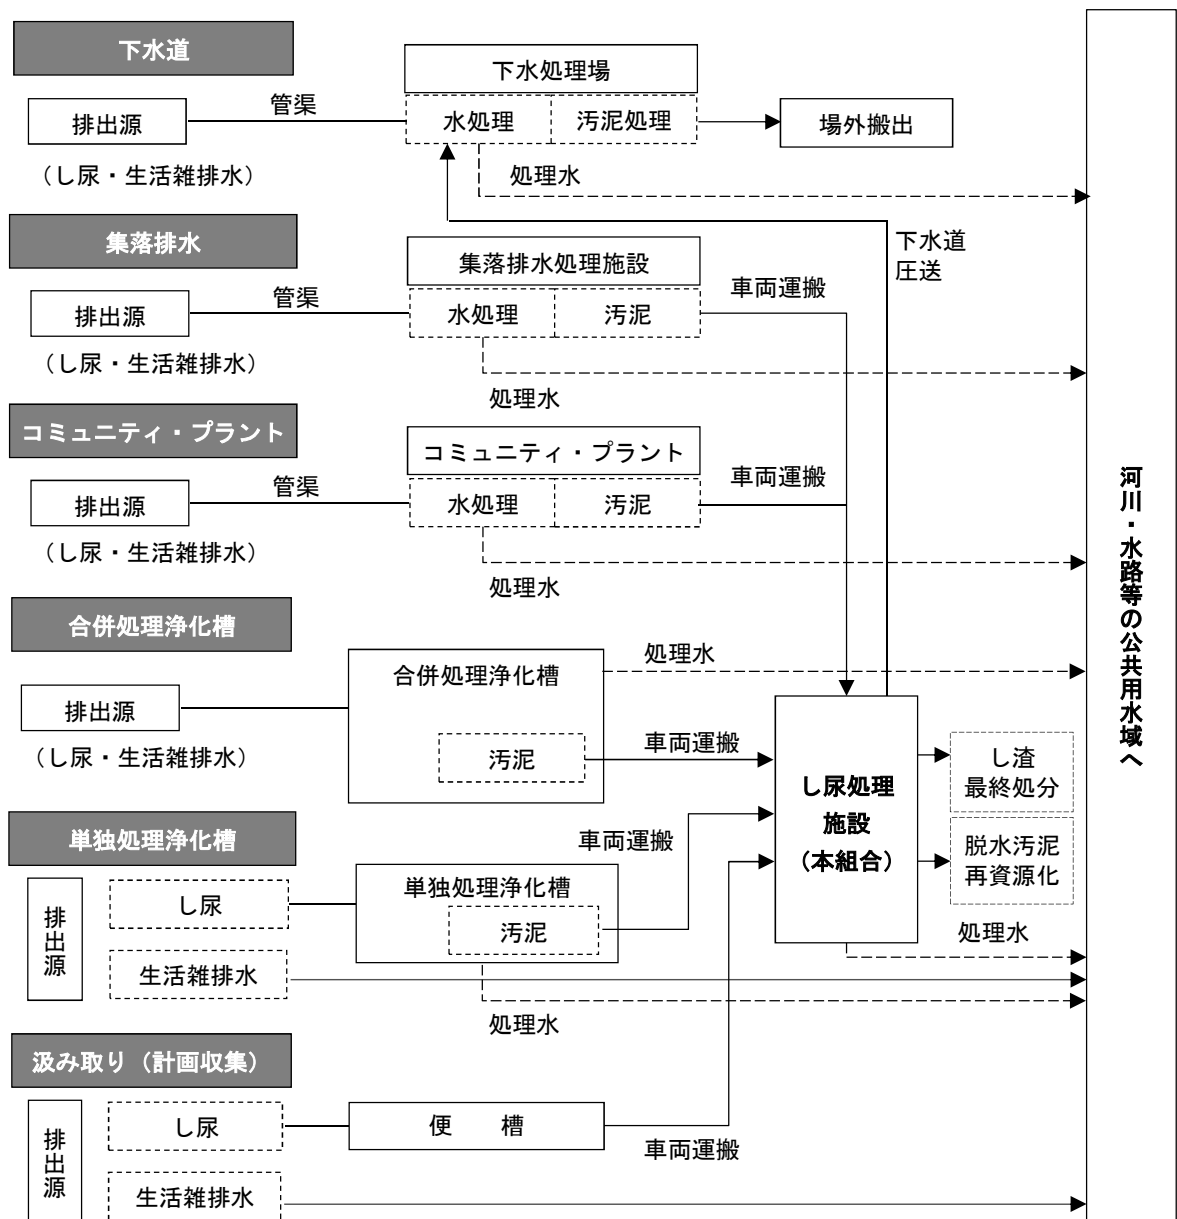 下水道
下水処理場
排出源
管渠
水処理
汚泥処理
場外搬出
（し尿・生活雑排水）
処理水
集落排水
下水道
圧送
集落排水処理施設
車両運搬
排出源
管渠
水処理
汚泥
（し尿・生活雑排水）
処理水
コミュニティ・プラント
コミュニティ・プラント
車両運搬
排出源
管渠
水処理
汚泥
（し尿・生活雑排水）
処理水
河川・水路等の公共用水域へ
合併処理浄化槽
処理水
合併処理浄化槽
排出源
（し尿・生活雑排水）
汚泥
車両運搬
し尿処理
施設
（本組合）
し渣
最終処分
脱水汚泥
再資源化
処理水
単独処理浄化槽
車両運搬
単独処理浄化槽
排出源
し尿
汚泥
生活雑排水
処理水
汲み取り（計画収集）
排出源
し尿
便　槽
車両運搬
生活雑排水